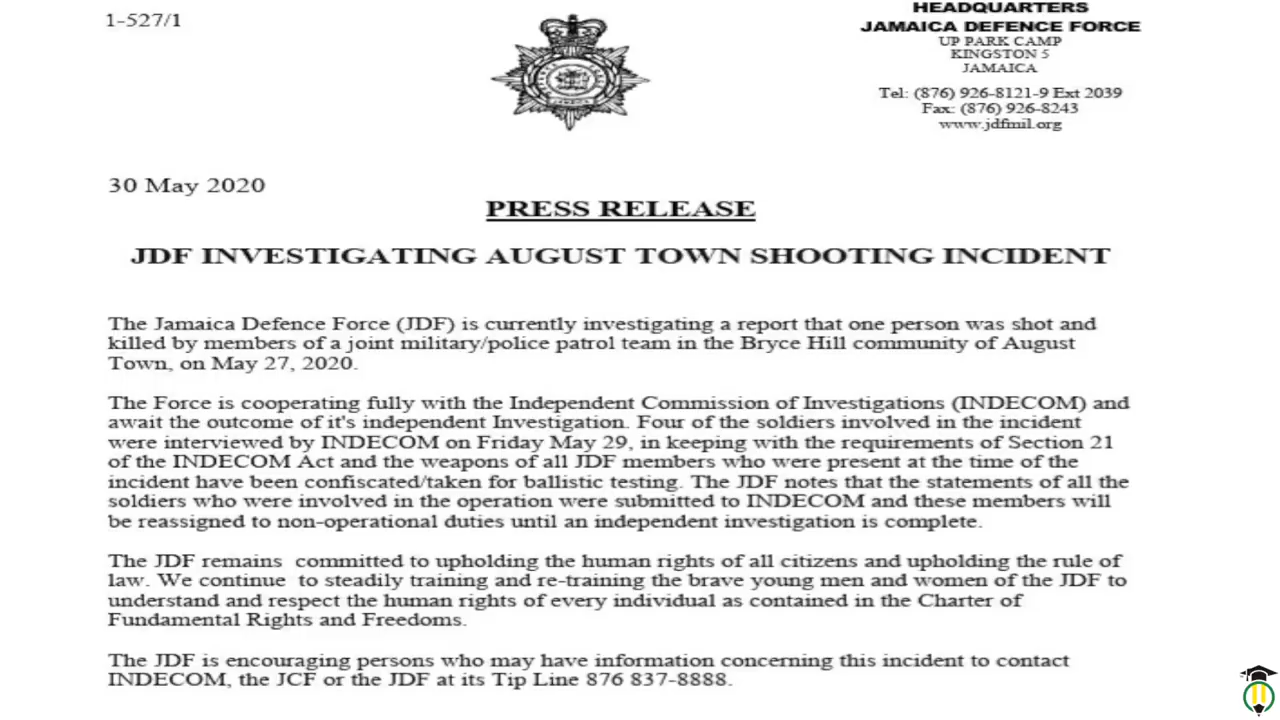 1-527/1
HEADQUARTERS
JAMAICA DEFENCE FORCE
UP PARK CAMP
KINGSTON 5
JAMAICA
Tel: (876) 926-8121-9 Ext 2039
Fax: (876) 926-8243
www.jdfmil.org
JAMAICA
30 May 2020
PRESS RELEASE
JDF INVESTIGATING AUGUST TOWN SHOOTING INCIDENT
The Jamaica Defence Force (JDF) is currently investigating a report that one person was shot and
killed by members of a joint military/police patrol team in the Bryce Hill community of August
Town, on May 27, 2020.
The Force is cooperating fully with the Independent Commission of Investigations (INDECOM) and
await the outcome of it's independent Investigation. Four of the soldiers involved in the incident
were interviewed by INDECOM on Friday May 29, in keeping with the requirements of Section 21
of the INDECOM Act and the weapons of all JDF members who were present at the time of the
incident have been confiscated/taken for ballistic testing. The JDF notes that the statements of all the
soldiers who were involved in the operation were submitted to INDECOM and these members will
be reassigned to non-operational duties until an independent investigation is complete.
The JDF remains committed to upholding the human rights of all citizens and upholding the rule of
law. We continue to steadily training and re-training the brave young men and women of the JDF to
understand and respect the human rights of every individual as contained in the Charter of
Fundamental Rights and Freedoms.
The JDF is encouraging persons who may have information concerning this incident to contact
INDECOM, the JCF or the JDF at its Tip Line 876 837-8888.